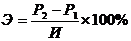 Э = (P₂ − P₁) / И × 100%